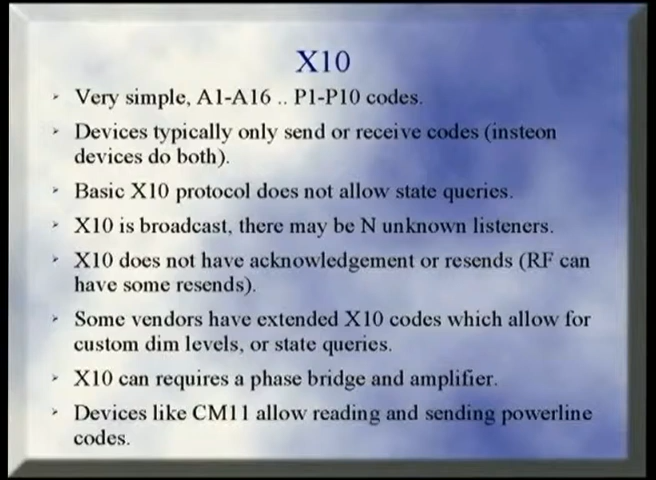 X10
Very simple, A1-A16 .. P1-P10 codes.
Devices typically only send or receive codes (insteon
devices do both).
Basic X10 protocol does not allow state queries.
X10 is broadcast, there may be N unknown listeners.
X10 does not have acknowledgement or resends (RF can
have some resends).
Some vendors have extended X10 codes which allow for
custom dim levels, or state queries.
X10 can requires a phase bridge and amplifier.
Devices like CM11 allow reading and sending powerline
codes.